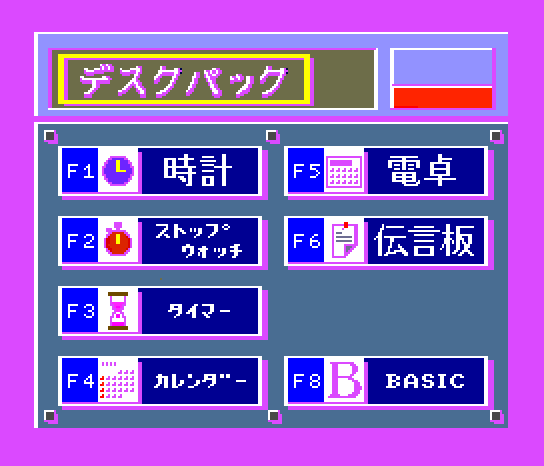 デスクパック
F1 時計
F5 電卓
F2 ストップ
ウォッチ
F6 伝言板
F3 タイマー
F4 カレンダー
F8 B BASIC